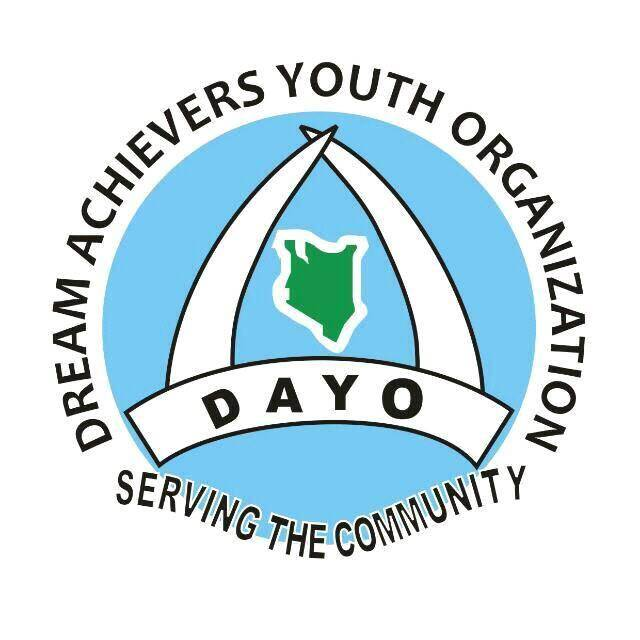 DREAM ACHIEVERS YOUTH ORGANIZATION
DAYO
SERVING THE COMMUNITY